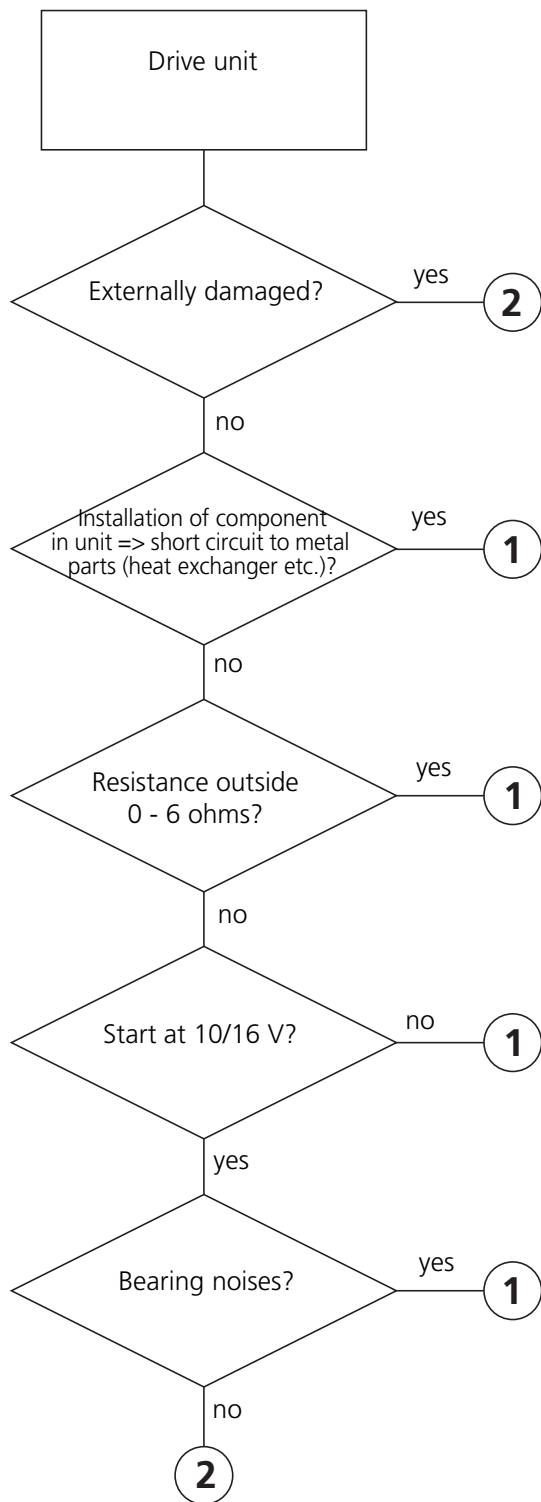 Drive unit
Externally damaged?
yes
2
no
Installation of component
in unit => short circuit to metal
parts (heat exchanger etc.)?
yes
1
no
Resistance outside
0 - 6 ohms?
yes
1
no
Start at 10/16 V?
no
1
yes
Bearing noises?
yes
1
no
2